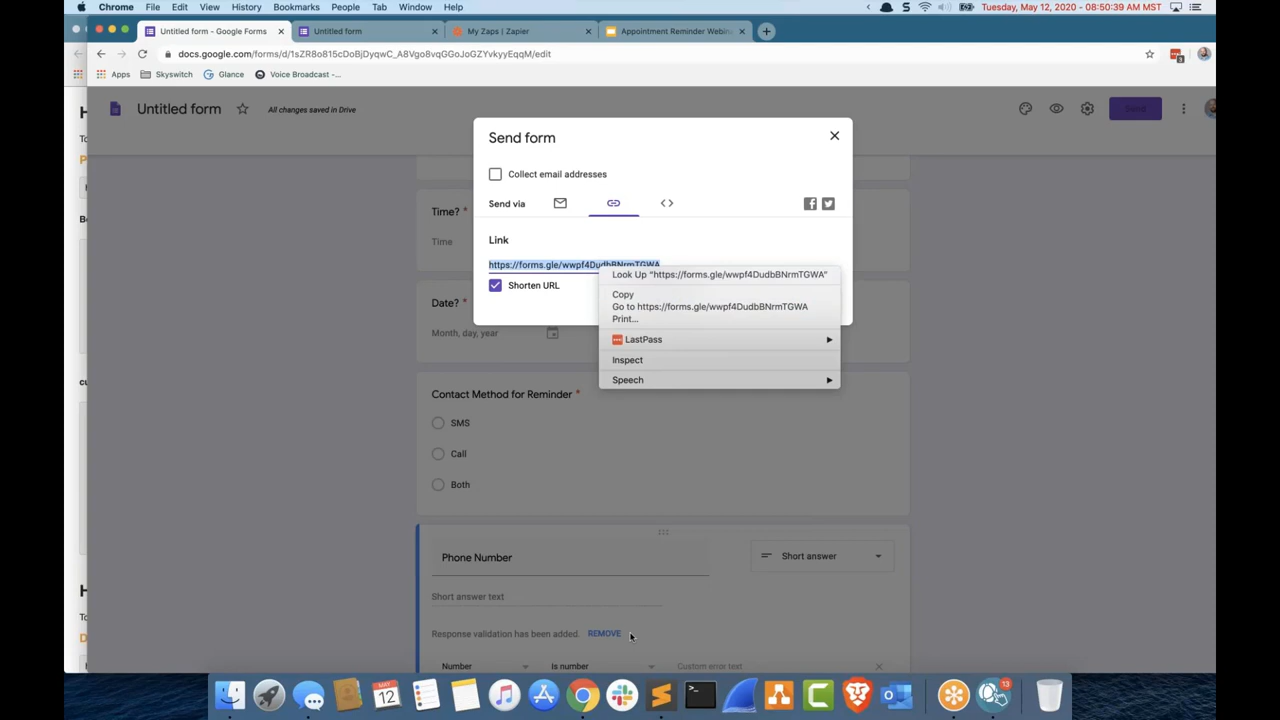 Chrome File Edit View History Bookmarks People Tab Window Help
Tuesday, May 12, 2020 - 08:50:39 AM MST
Untitled form - Google Forms
Untitled form
My Zaps | Zapier
Appointment Reminder Webin
docs.google.com/forms/d/1sZR8o815cDoBjDyqwC_A8Vgo8vqGGoJoGZYvkyyEqqM/edit
Apps Skyswitch Glance Voice Broadcast -...
Untitled form All changes saved in Drive
Send
Send form
Collect email addresses
Send via
Link
https://forms.gle/wwpf4DudbBNrmTGWA
Shorten URL
Look Up “https://forms.gle/wwpf4DudbBNrmTGWA”
Copy
Go to https://forms.gle/wwpf4DudbBNrmTGWA
Print...
LastPass
Inspect
Speech
Time? *
Time
Date?
Month, day, year
Contact Method for Reminder *
SMS
Call
Both
Phone Number
Short answer
Short answer text
Response validation has been added. REMOVE
Number
Is number
Custom error text
MAY
12
13